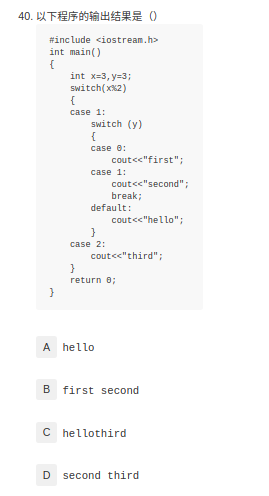 40. 以下程序的输出结果是（）
#include <iostream.h>
int main()
{
int x=3,y=3;
switch(x%2)
{
case 1:
switch (y)
{
case 0:
cout<<"first";
case 1:
cout<<"second";
break;
default:
cout<<"hello";
}
case 2:
cout<<"third";
}
return 0;
}
A hello
B first second
C hellothird
D second third